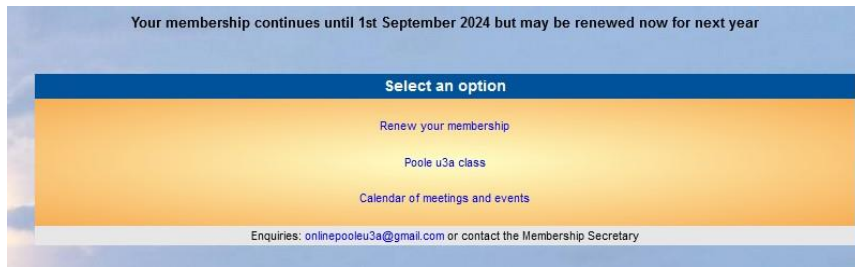 Your membership continues until 1st September 2024 but may be renewed now for next year
Select an option
Renew your membership
Poole u3a class
Calendar of meetings and events
Enquiries: onlinepooleu3a@gmail.com or contact the Membership Secretary